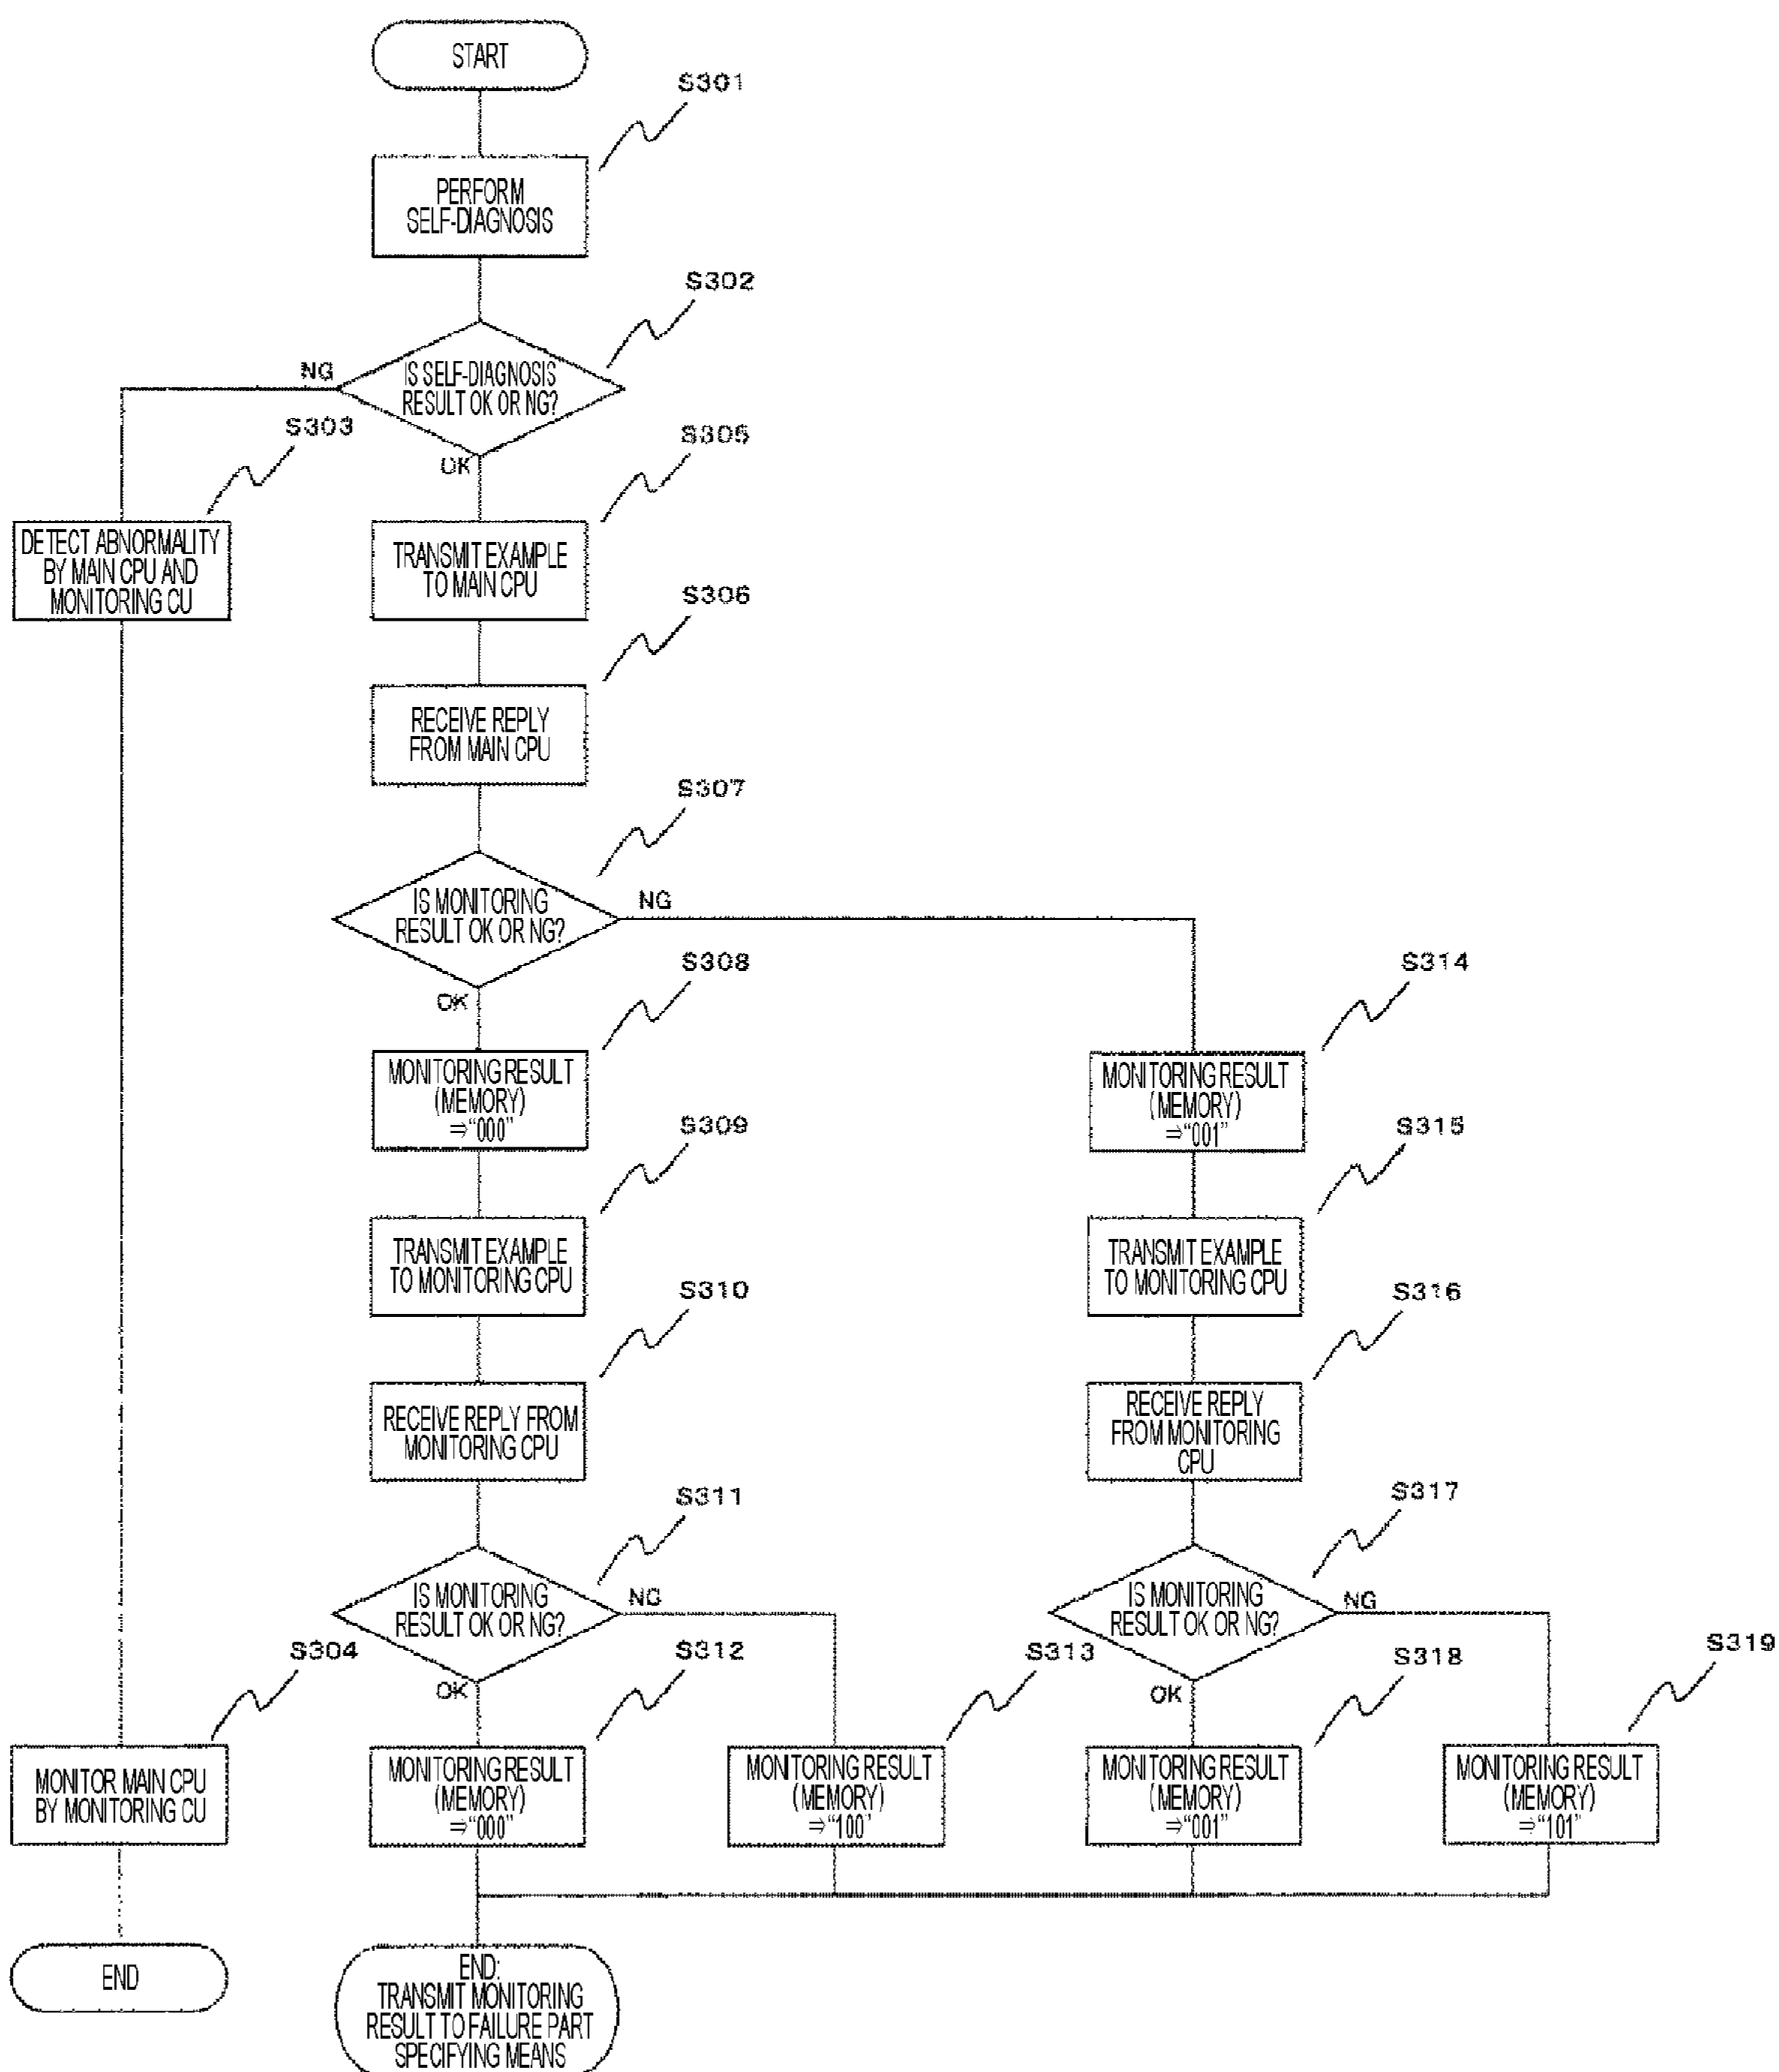 START
S301
PERFORM
SELF-DIAGNOSIS
S302
NG
IS SELF-DIAGNOSIS
RESULT OK OR NG?
OK
S303
DETECT ABNORMALITY
BY MAIN CPU AND
MONITORING CU
S305
TRANSMIT EXAMPLE
TO MAIN CPU
S306
RECEIVE REPLY
FROM MAIN CPU
S307
IS MONITORING
RESULT OK OR NG?
NG
OK
S308
MONITORING RESULT
(MEMORY)
⇒“000”
S314
MONITORING RESULT
(MEMORY)
⇒“001”
S309
TRANSMIT EXAMPLE
TO MONITORING CPU
S315
TRANSMIT EXAMPLE
TO MONITORING CPU
S310
RECEIVE REPLY FROM
MONITORING CPU
S316
RECEIVE REPLY
FROM MONITORING
CPU
S311
IS MONITORING
RESULT OK OR NG?
NG
OK
S317
IS MONITORING
RESULT OK OR NG?
NG
OK
S304
MONITOR MAIN CPU
BY MONITORING CU
S312
MONITORING RESULT
(MEMORY)
⇒“000”
S313
MONITORING RESULT
(MEMORY)
⇒“100”
S318
MONITORING RESULT
(MEMORY)
⇒“001”
S319
MONITORING RESULT
(MEMORY)
⇒“101”
END
END:
TRANSMIT MONITORING
RESULT TO FAILURE PART
SPECIFYING MEANS